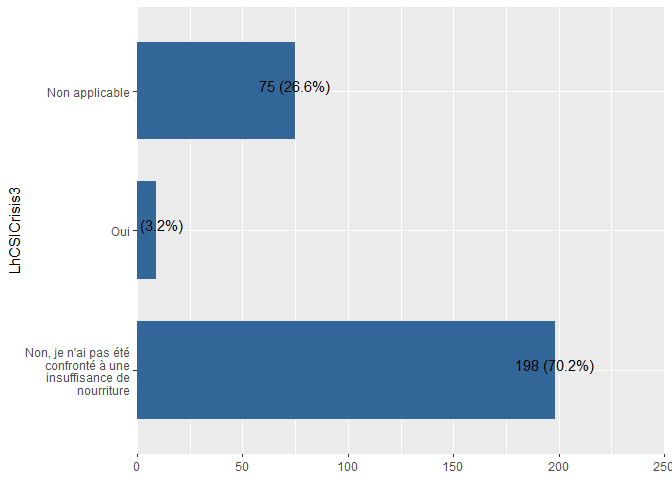 LhCSICrisis3
Non applicable
75 (26.6%)
Oui
(3.2%)
Non, je n'ai pas été
confronté à une
insuffisance de
nourriture
198 (70.2%)
0
50
100
150
200
250